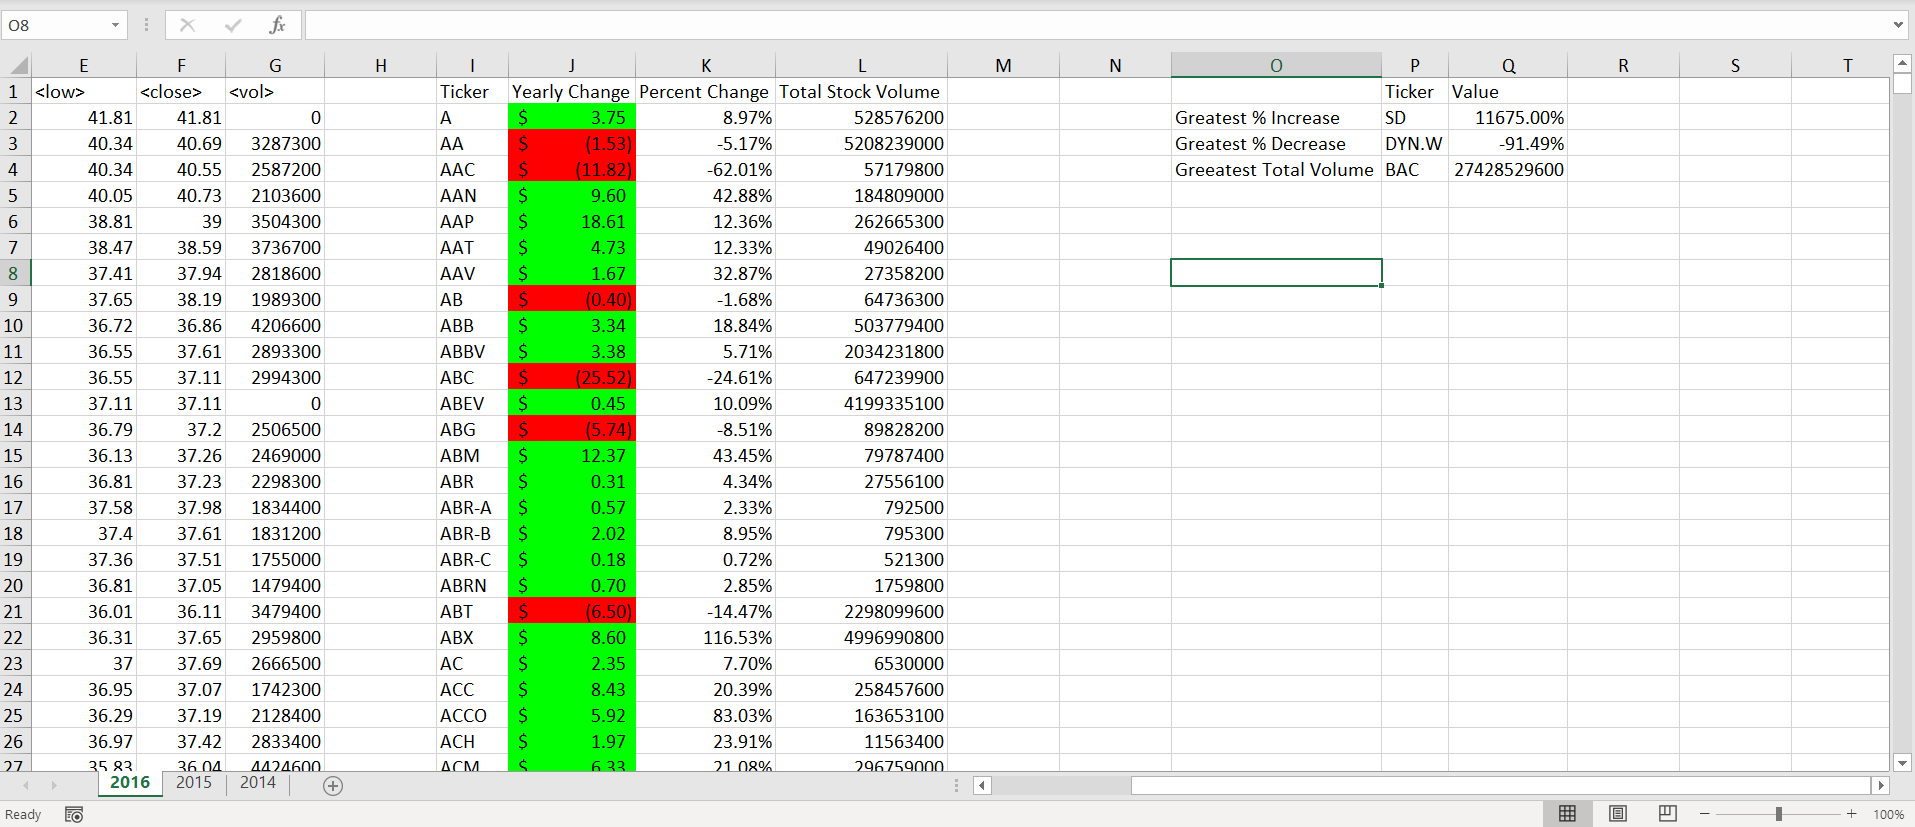 O8 fx
E F G H I J K L M N O P Q R S T
1 <low> <close> <vol> Ticker Yearly Change Percent Change Total Stock Volume Ticker Value
2 41.81 41.81 0 A $ 3.75 8.97% 528576200 Greatest % Increase SD 11675.00%
3 40.34 40.69 3287300 AA $ (1.53) -5.17% 5208239000 Greatest % Decrease DYN.W -91.49%
4 40.34 40.55 2587200 AAC $ (11.82) -62.01% 57179800 Greeatest Total Volume BAC 27428529600
5 40.05 40.73 2103600 AAN $ 9.60 42.88% 184809000
6 38.81 39 3504300 AAP $ 18.61 12.36% 262665300
7 38.47 38.59 3736700 AAT $ 4.73 12.33% 49026400
8 37.41 37.94 2818600 AAV $ 1.67 32.87% 27358200
9 37.65 38.19 1989300 AB $ (0.40) -1.68% 64736300
10 36.72 36.86 4206600 ABB $ 3.34 18.84% 503779400
11 36.55 37.61 2893300 ABBV $ 3.38 5.71% 2034231800
12 36.55 37.11 2994300 ABC $ (25.52) -24.61% 647239900
13 37.11 37.11 0 ABEV $ 0.45 10.09% 4199335100
14 36.79 37.2 2506500 ABG $ (5.74) -8.51% 89828200
15 36.13 37.26 2469000 ABM $ 12.37 43.45% 79787400
16 36.81 37.23 2298300 ABR $ 0.31 4.34% 27556100
17 37.58 37.98 1834400 ABR-A $ 0.57 2.33% 792500
18 37.4 37.61 1831200 ABR-B $ 2.02 8.95% 795300
19 37.36 37.51 1755000 ABR-C $ 0.18 0.72% 521300
20 36.81 37.05 1479400 ABRN $ 0.70 2.85% 1759800
21 36.01 36.11 3479400 ABT $ (6.50) -14.47% 2298099600
22 36.31 37.65 2959800 ABX $ 8.60 116.53% 4996990800
23 37 37.69 2666500 AC $ 2.35 7.70% 6530000
24 36.95 37.07 1742300 ACC $ 8.43 20.39% 258457600
25 36.29 37.19 2128400 ACCO $ 5.92 83.03% 163653100
26 36.97 37.42 2833400 ACH $ 1.97 23.91% 11563400
27 35.83 36.04 4424600 ACM $ 6.33 21.08% 296759000
2016 2015 2014
Ready 100%